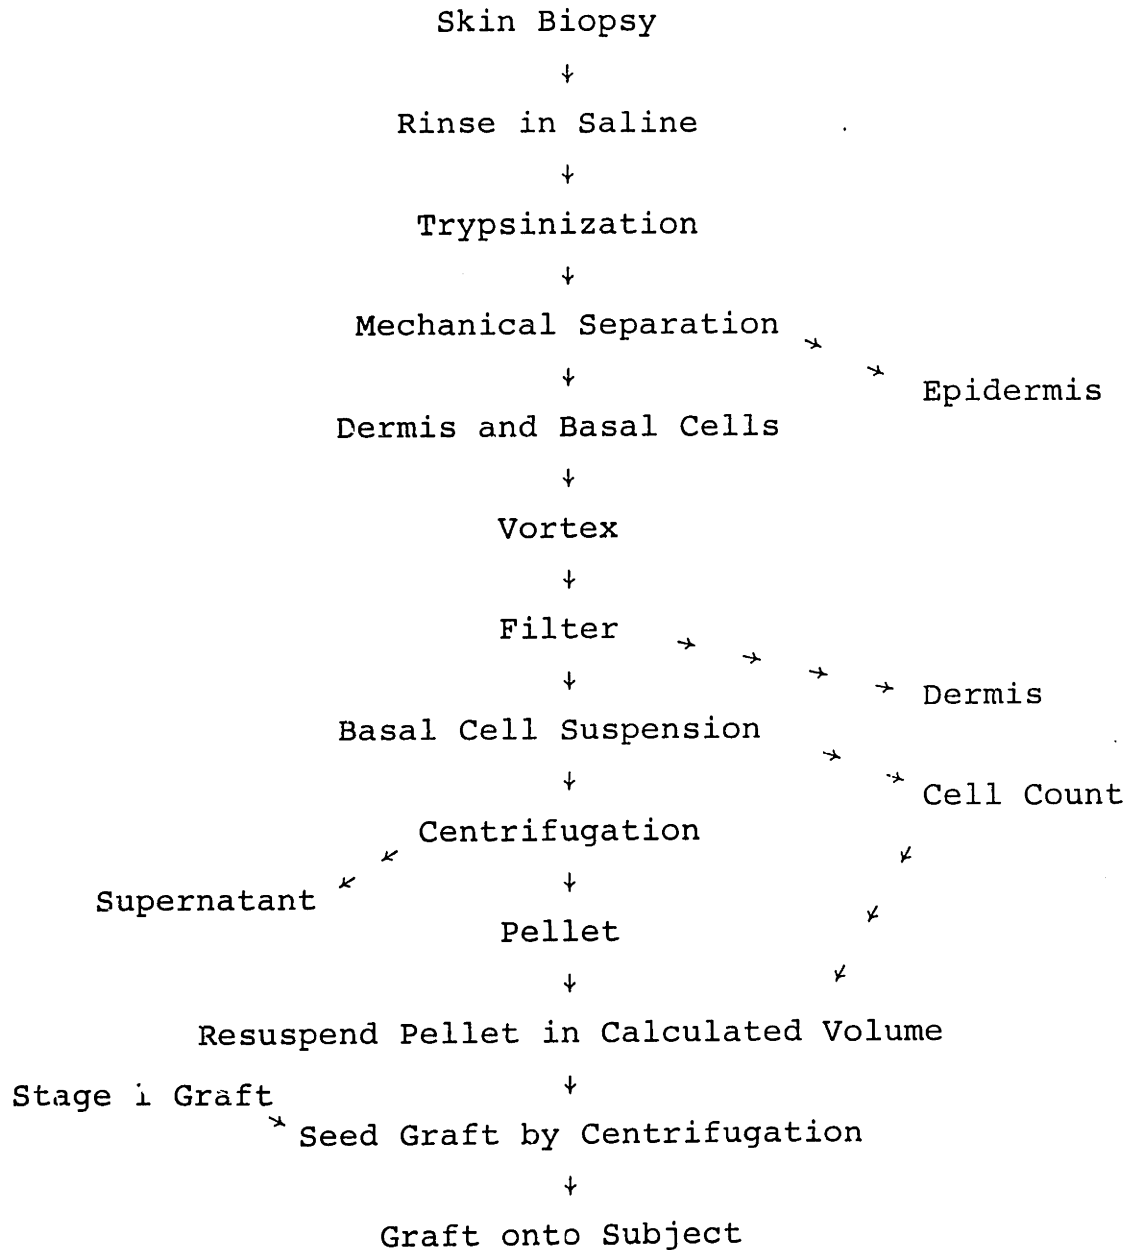 Skin Biopsy
↓
Rinse in Saline
↓
Trypsinization
↓
Mechanical Separation
Epidermis
↓
Dermis and Basal Cells
↓
Vortex
↓
Filter
Dermis
↓
Basal Cell Suspension
Cell Count
↓
Centrifugation
Supernatant
↓
Pellet
↓
Resuspend Pellet in Calculated Volume
Stage 1 Graft
↓
Seed Graft by Centrifugation
↓
Graft onto Subject